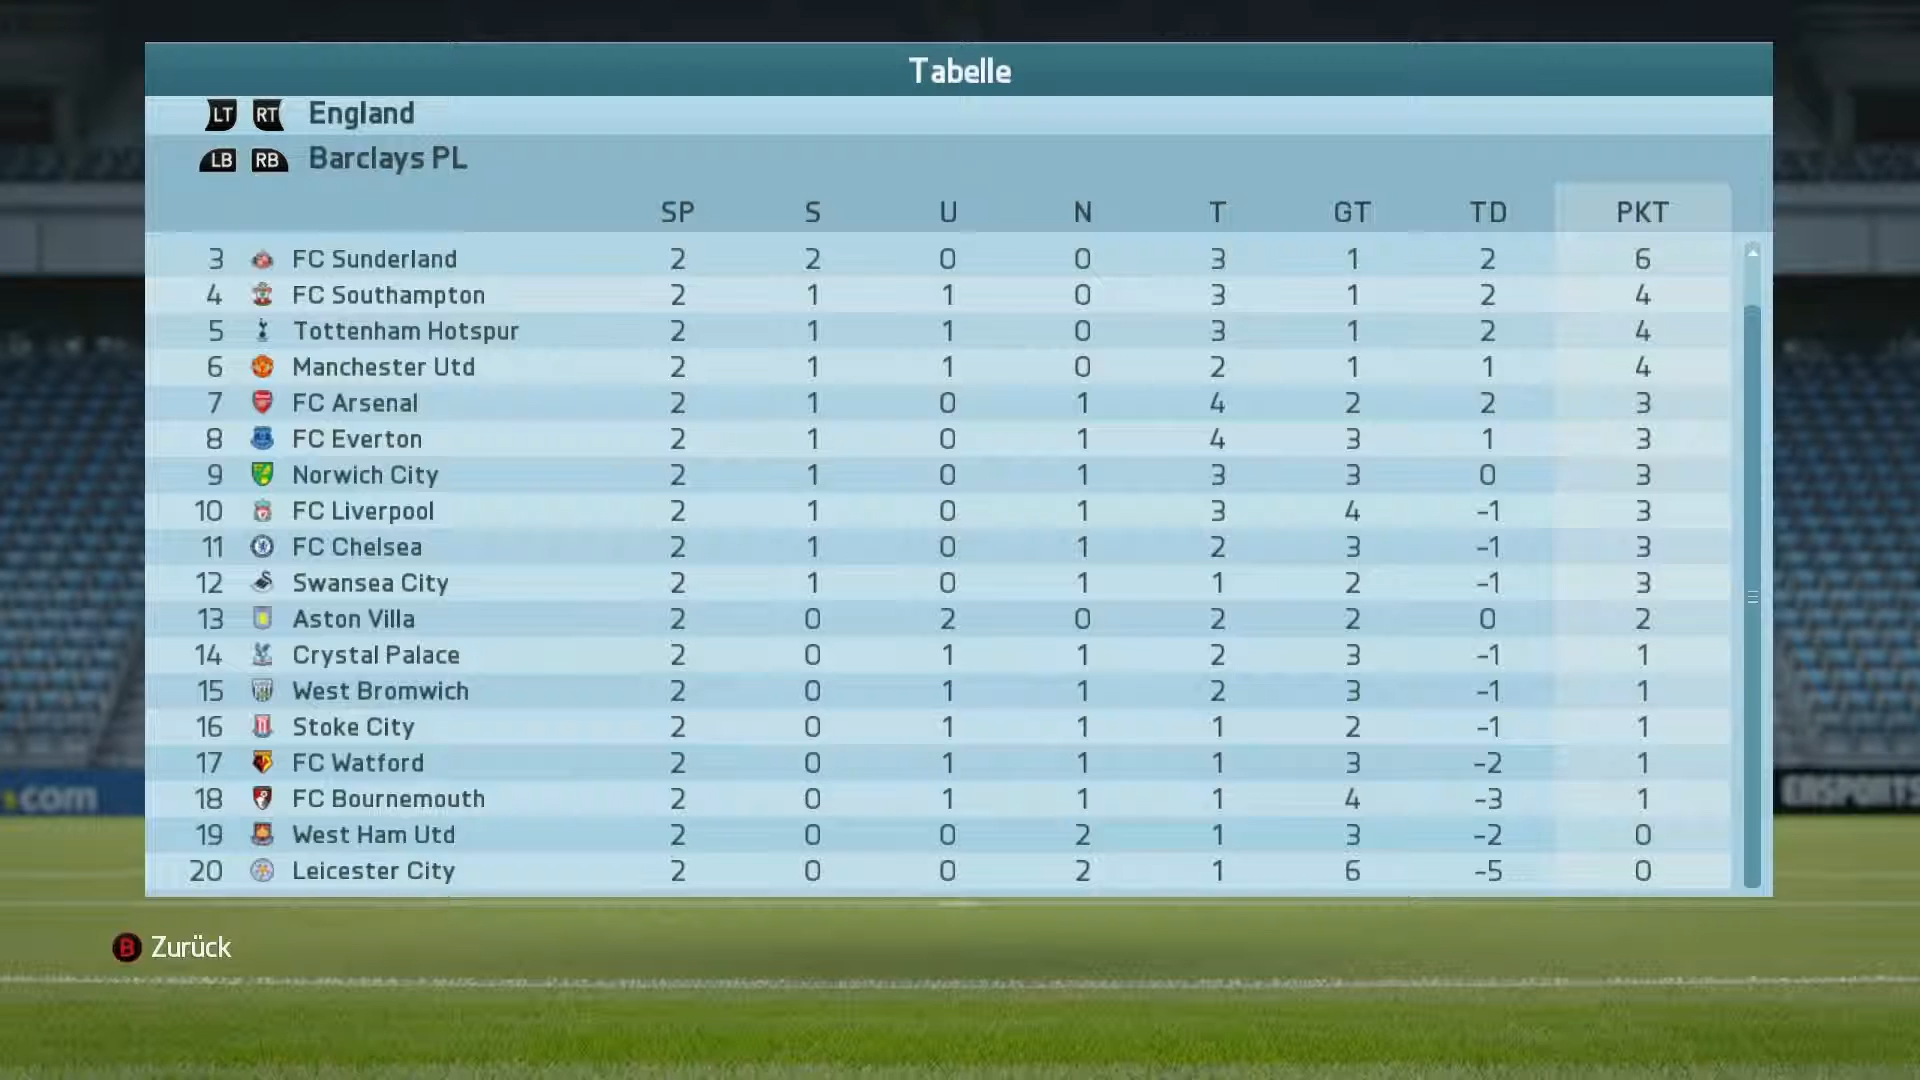 Tabelle
LT RT England
LB RB Barclays PL
SP S U N T GT TD PKT
3 FC Sunderland 2 2 0 0 3 1 2 6
4 FC Southampton 2 1 1 0 3 1 2 4
5 Tottenham Hotspur 2 1 1 0 3 1 2 4
6 Manchester Utd 2 1 1 0 2 1 1 4
7 FC Arsenal 2 1 0 1 4 2 2 3
8 FC Everton 2 1 0 1 4 3 1 3
9 Norwich City 2 1 0 1 3 3 0 3
10 FC Liverpool 2 1 0 1 3 4 -1 3
11 FC Chelsea 2 1 0 1 2 3 -1 3
12 Swansea City 2 1 0 1 1 2 -1 3
13 Aston Villa 2 0 2 0 2 2 0 2
14 Crystal Palace 2 0 1 1 2 3 -1 1
15 West Bromwich 2 0 1 1 2 3 -1 1
16 Stoke City 2 0 1 1 1 2 -1 1
17 FC Watford 2 0 1 1 1 3 -2 1
18 FC Bournemouth 2 0 1 1 1 4 -3 1
19 West Ham Utd 2 0 0 2 1 3 -2 0
20 Leicester City 2 0 0 2 1 6 -5 0
.com
EA SPORTS
B Zurück